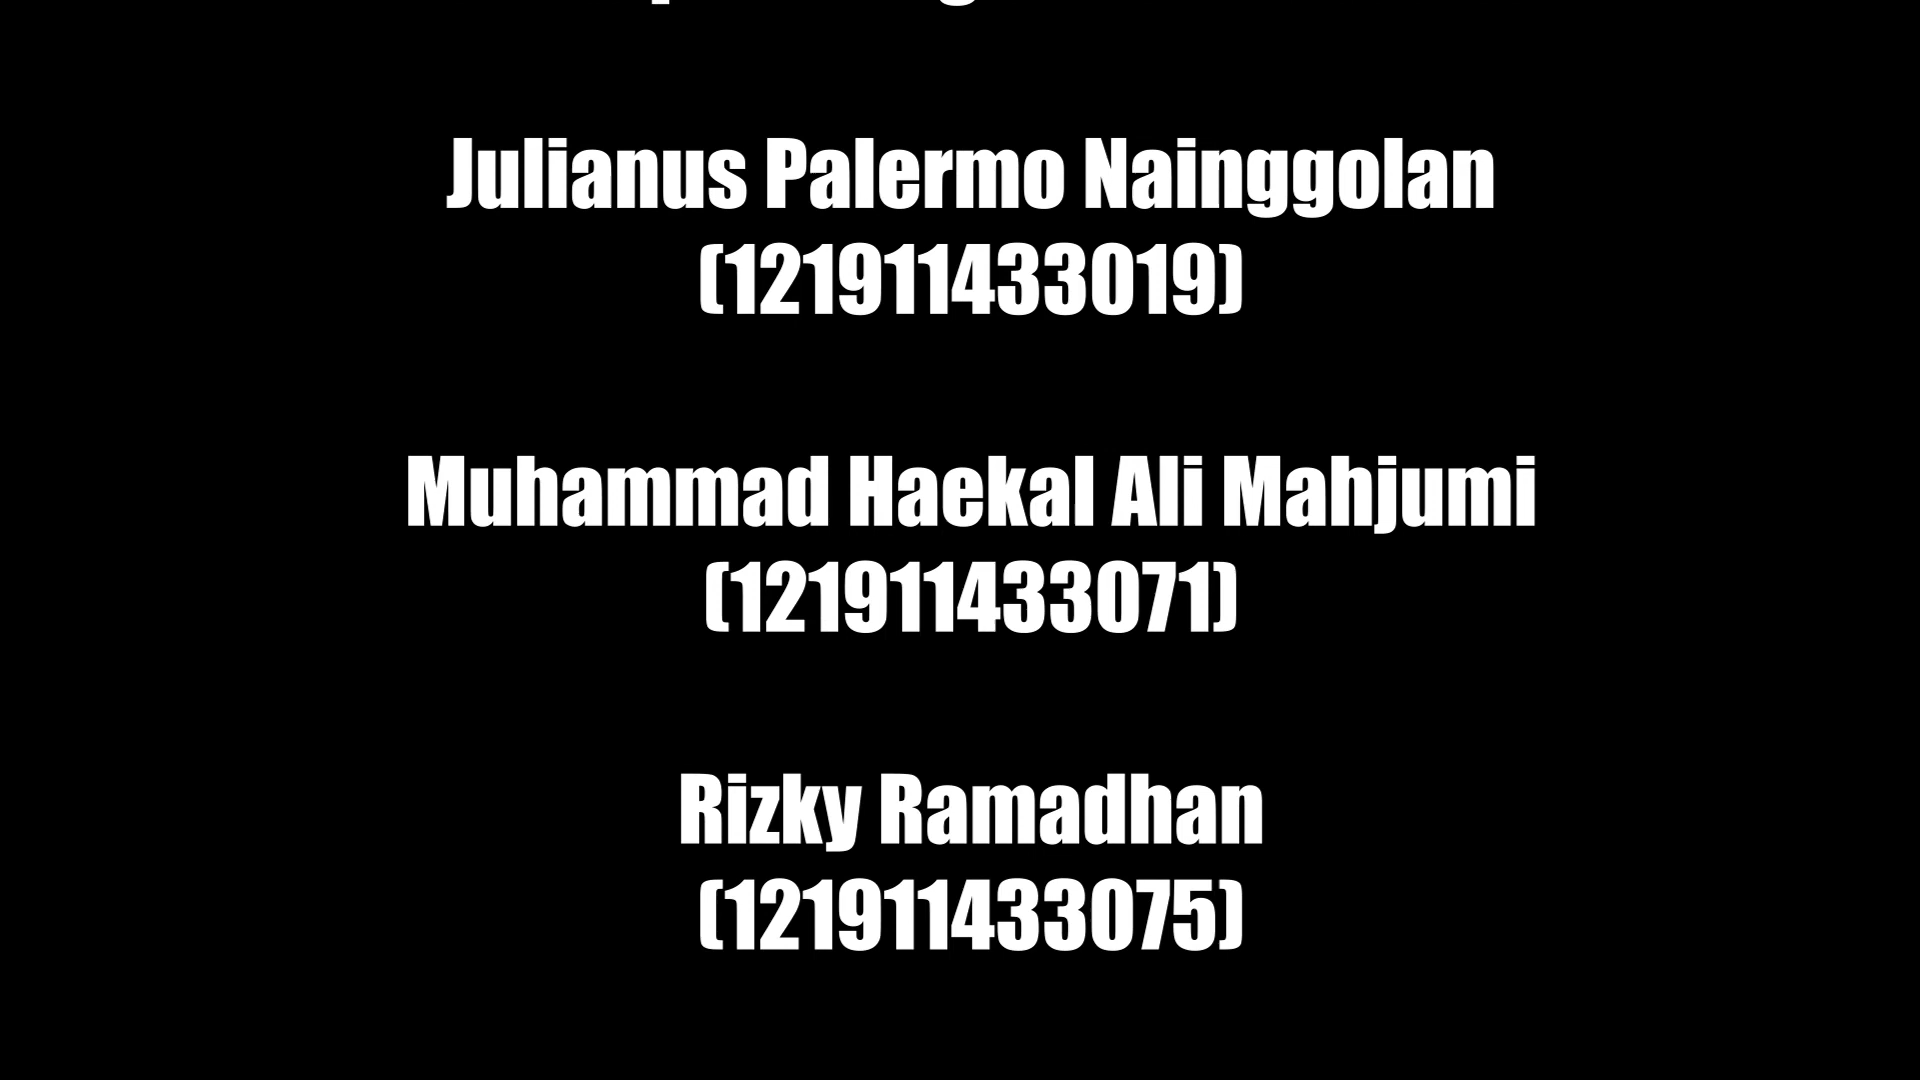 Julianus Palermo Nainggolan
(121911433019)
Muhammad Haekal Ali Mahjumi
(121911433071)
Rizky Ramadhan
(121911433075)